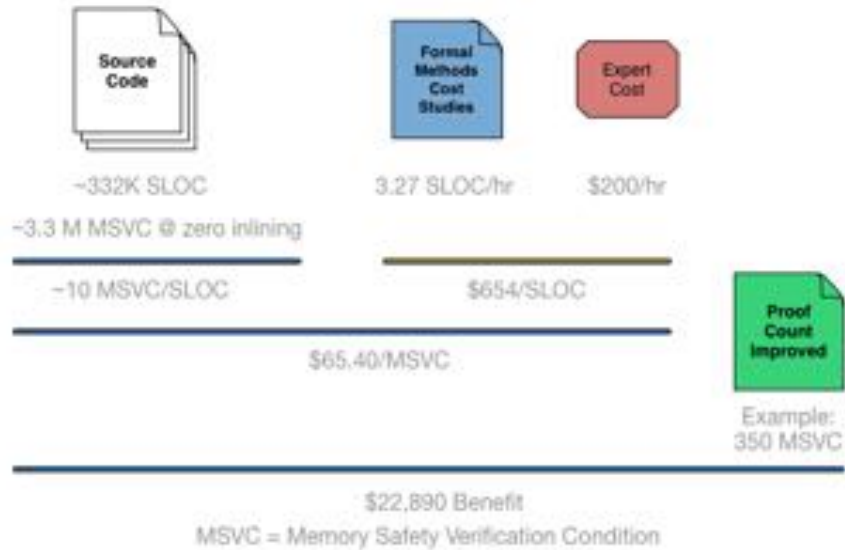 Source
Code
Formal
Methods
Cost
Studies
Expert
Cost
~332K SLOC
3.27 SLOC/hr
$200/hr
~3.3 M MSVC @ zero inlining
~10 MSVC/SLOC
$654/SLOC
Proof
Count
Improved
$65.40/MSVC
Example:
350 MSVC
$22,890 Benefit
MSVC = Memory Safety Verification Condition